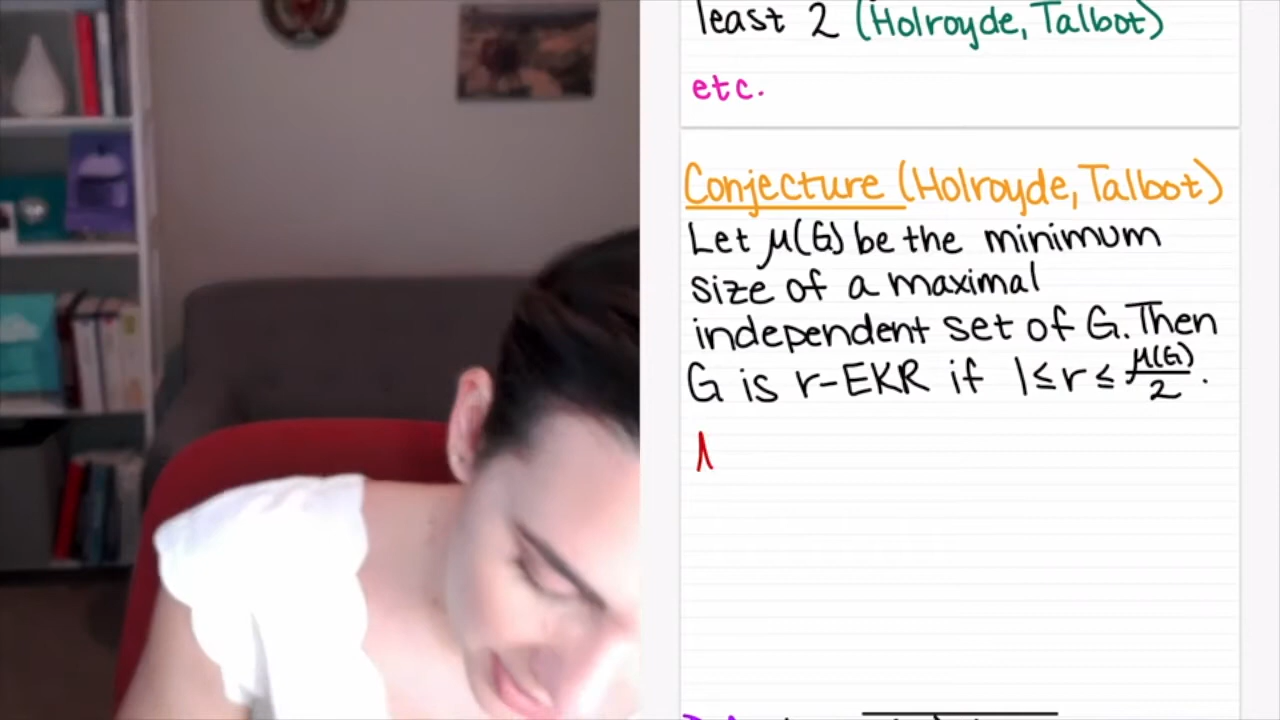 least 2 (Holroyde, Talbot)
etc.
Conjecture (Holroyde, Talbot)
Let μ(G) be the minimum
size of a maximal
independent set of G. Then
G is r-EKR if 1≤r≤ μ(G)/2.